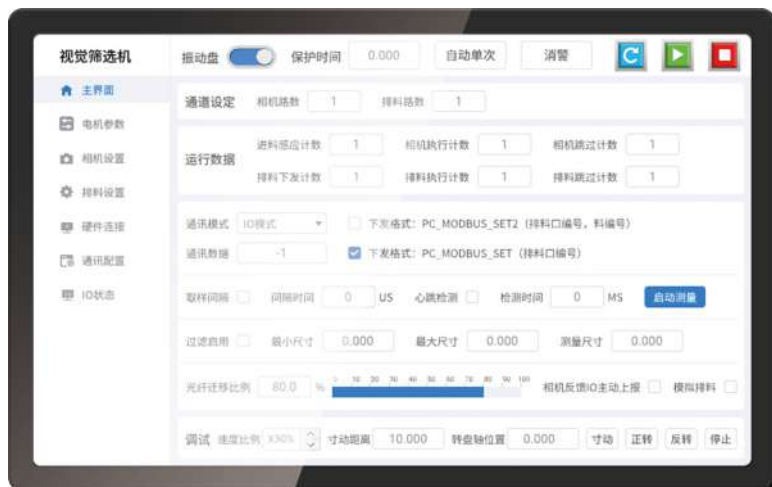 视觉筛选机
振动盘 保护时间 0.000 自动单次 消警
主界面
电机参数
相机设置
排料设置
硬件连接
通讯配置
IO状态
通道设定 相机路数 1 排料路数 1
运行数据
进料感应计数 1 相机执行计数 1 相机跳过计数 1
排料下发计数 1 排料执行计数 1 排料跳过计数 1
通讯模式 IO模式 下发格式: PC_MODBUS_SET2 (排料口编号, 料编号)
通讯数据 -1 下发格式: PC_MODBUS_SET (排料口编号)
取样间隔 间隔时间 0 US 心跳检测 检测时间 0 MS 启动测量
过滤启用 最小尺寸 0.000 最大尺寸 0.000 测量尺寸 0.000
光纤迁移比例 80.0 % 0 10 20 30 40 50 60 70 80 90 100 相机反馈IO主动上报 模拟排料
调试 速度比例 X30% 寸动距离 10.000 转盘轴位置 0.000 寸动 正转 反转 停止